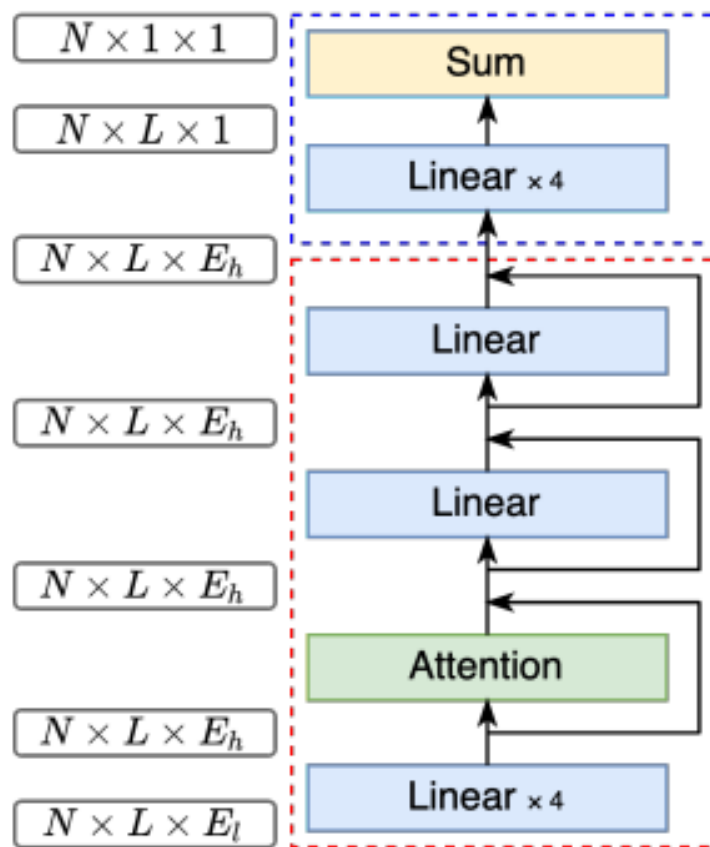 N × 1 × 1
Sum
N × L × 1
Linear × 4
N × L × E_h
Linear
N × L × E_h
Linear
N × L × E_h
Attention
N × L × E_h
Linear × 4
N × L × E_l